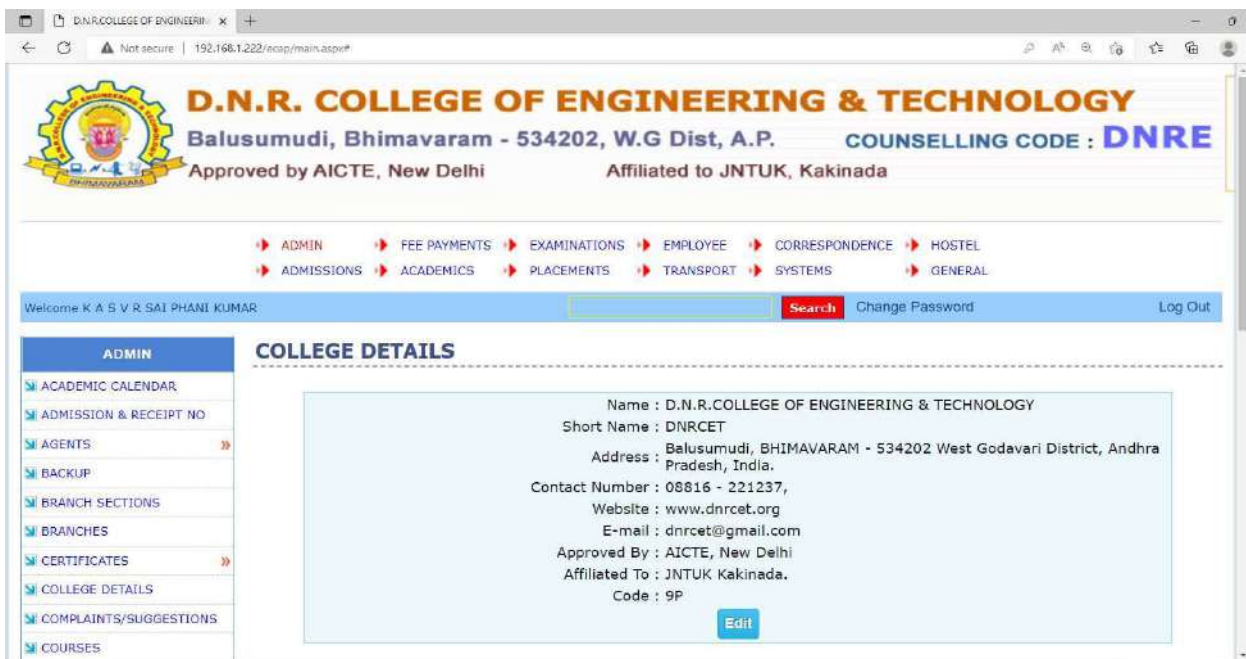 D.N.R.COLLEGE OF ENGINEERIN
Not secure | 192.168.1.222/ecap/main.aspx#
D.N.R. COLLEGE OF ENGINEERING & TECHNOLOGY
Balusumudi, Bhimavaram - 534202, W.G Dist, A.P. COUNSELLING CODE : DNRE
Approved by AICTE, New Delhi Affiliated to JNTUK, Kakinada
BHIMAVARAM
ADMIN FEE PAYMENTS EXAMINATIONS EMPLOYEE CORRESPONDENCE HOSTEL
ADMISSIONS ACADEMICS PLACEMENTS TRANSPORT SYSTEMS GENERAL
Welcome K A S V R SAI PHANI KUMAR Search Change Password Log Out
ADMIN
ACADEMIC CALENDAR
ADMISSION & RECEIPT NO
AGENTS »
BACKUP
BRANCH SECTIONS
BRANCHES
CERTIFICATES »
COLLEGE DETAILS
COMPLAINTS/SUGGESTIONS
COURSES
COLLEGE DETAILS
Name : D.N.R.COLLEGE OF ENGINEERING & TECHNOLOGY
Short Name : DNRCET
Address : Balusumudi, BHIMAVARAM - 534202 West Godavari District, Andhra
Pradesh, India.
Contact Number : 08816 - 221237,
Website : www.dnrcet.org
E-mail : dnrcet@gmail.com
Approved By : AICTE, New Delhi
Affiliated To : JNTUK Kakinada.
Code : 9P
Edit